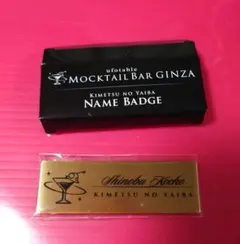 ufotable
MOCKTAIL BAR GINZA
KIMETSU NO YAIBA
NAME BADGE
Shinobu Kocho
KIMETSU NO YAIBA